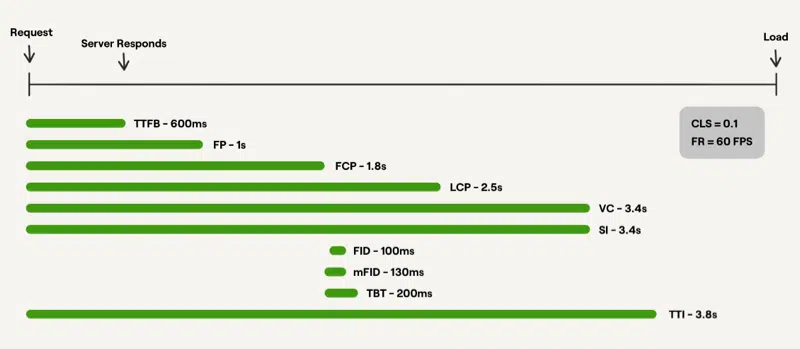 Request
Server Responds
Load
TTFB - 600ms
CLS = 0.1
FP - 1s
FR = 60 FPS
FCP - 1.8s
LCP - 2.5s
VC - 3.4s
SI - 3.4s
FID - 100ms
mFID - 130ms
TBT - 200ms
TTI - 3.8s